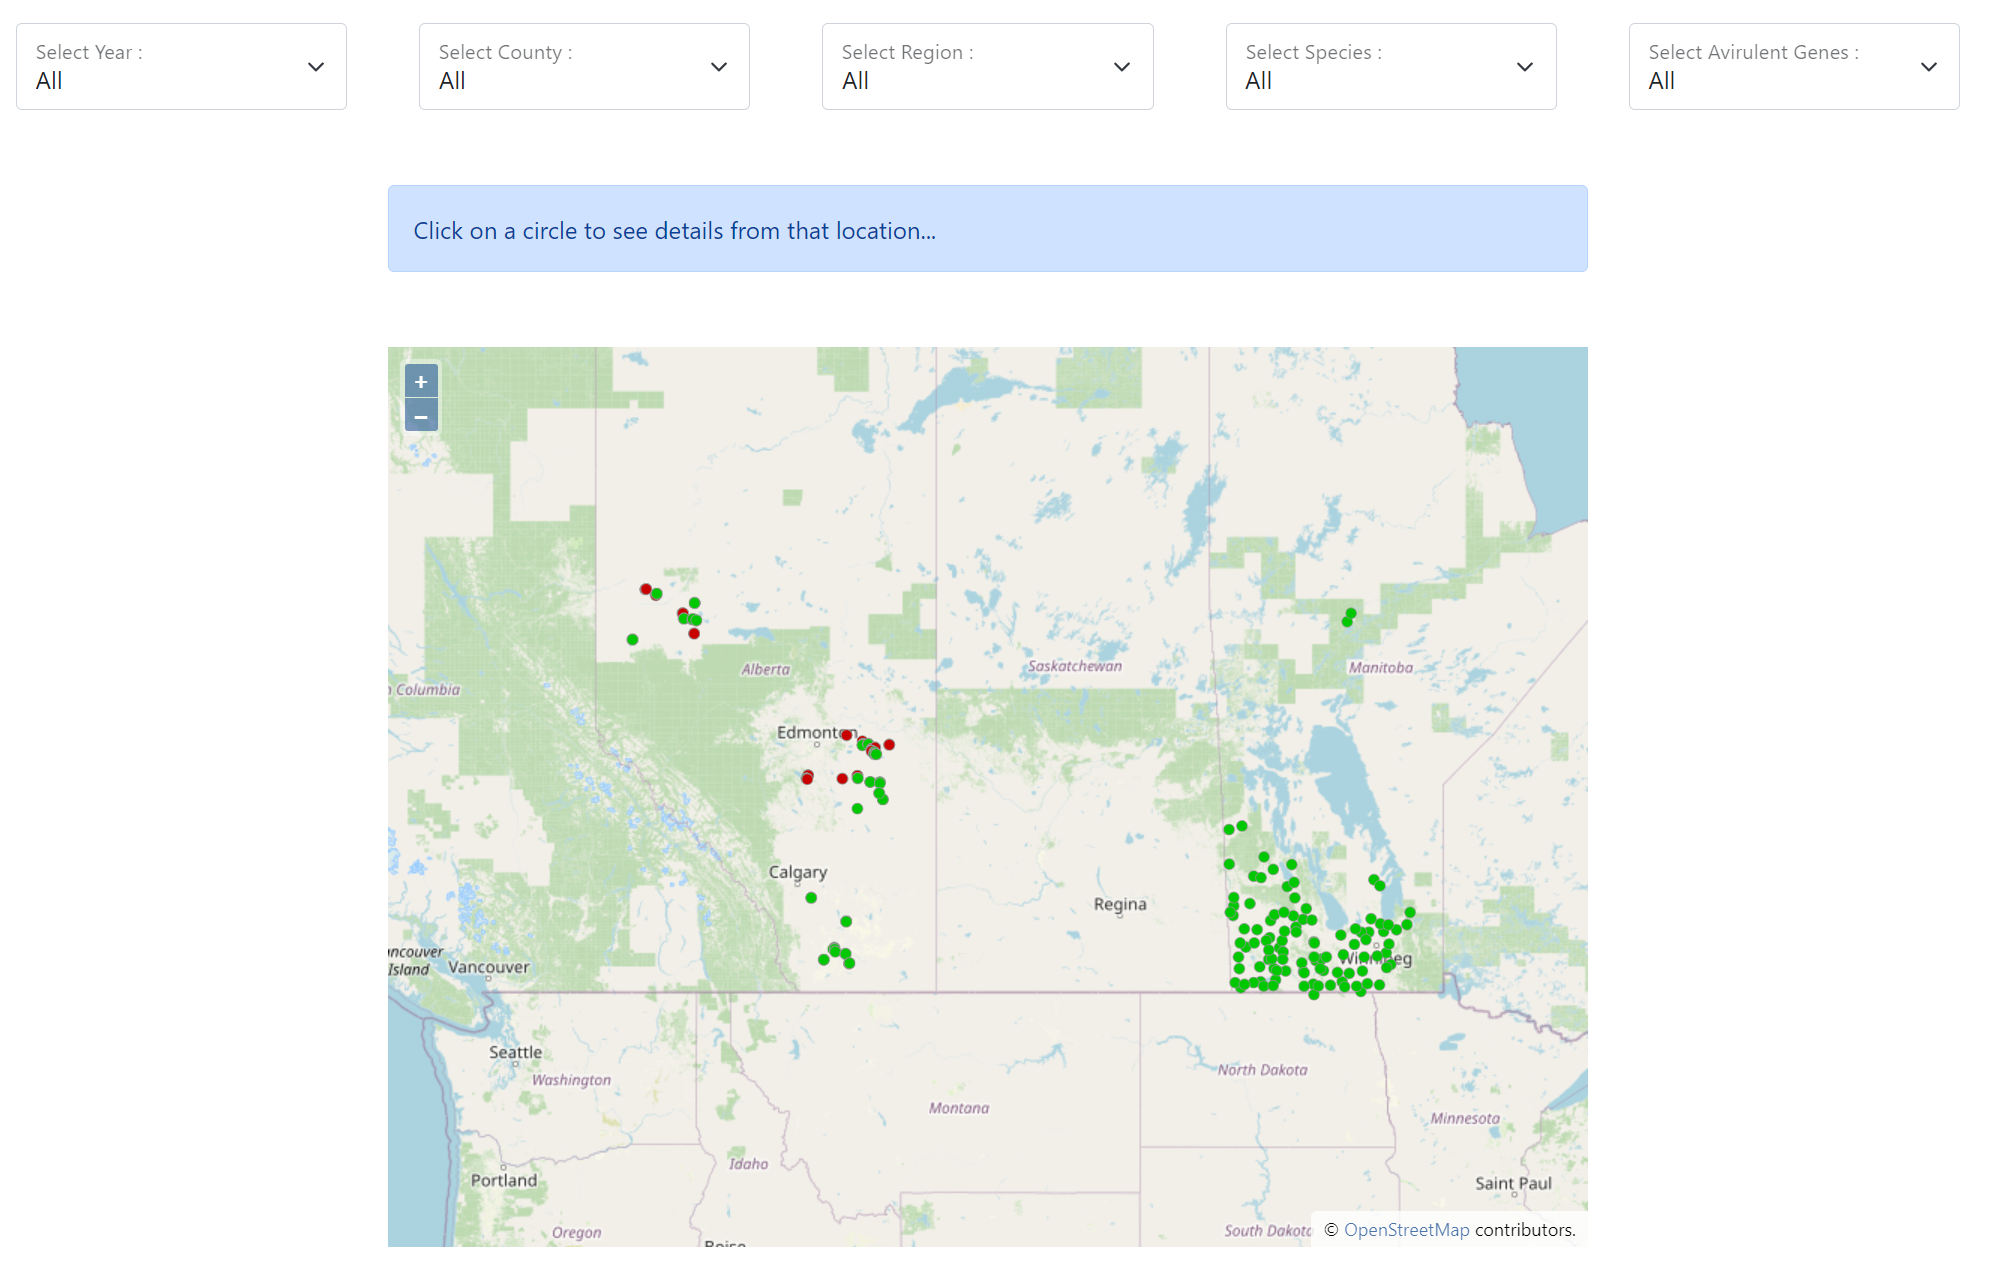 Select Year :
All
Select County :
All
Select Region :
All
Select Species :
All
Select Avirulent Genes :
All
Click on a circle to see details from that location...
+
−
Alberta
Saskatchewan
Manitoba
Columbia
Edmonton
Calgary
Regina
ancouver
Island
Vancouver
Winnipeg
Seattle
Washington
North Dakota
Montana
Minnesota
Idaho
Portland
Saint Paul
Oregon
South Dakota
Boise
© OpenStreetMap contributors.